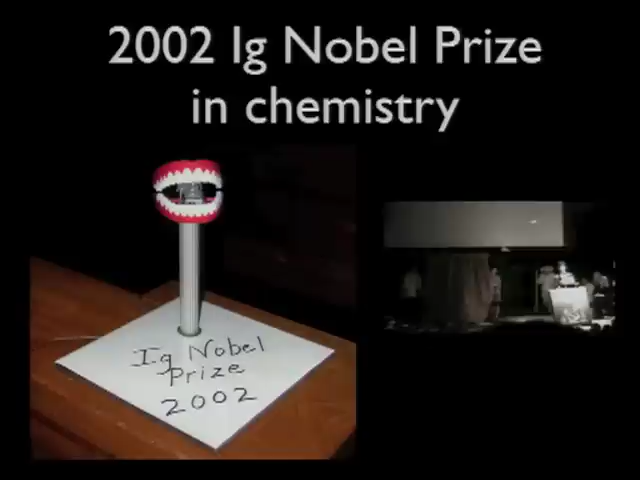 2002 Ig Nobel Prize
in chemistry
Ig Nobel
Prize
2002